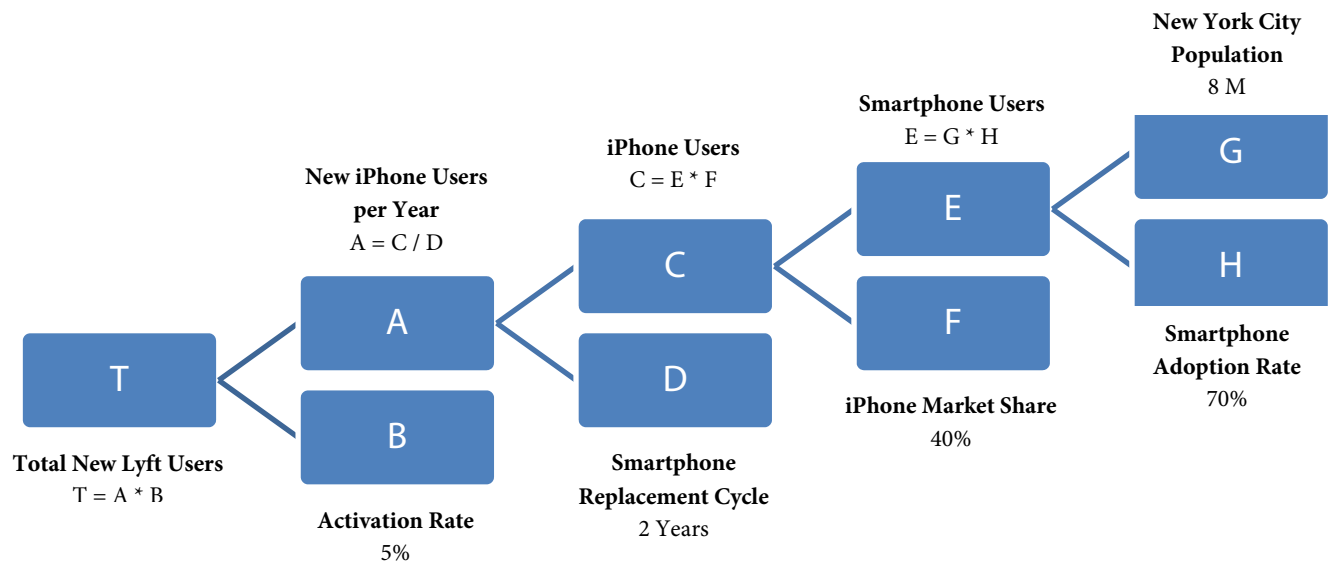 New York City
Population
8 M
G
H
Smartphone
Adoption Rate
70%
Smartphone Users
E = G * H
E
F
iPhone Market Share
40%
iPhone Users
C = E * F
C
D
Smartphone
Replacement Cycle
2 Years
New iPhone Users
per Year
A = C / D
A
B
Activation Rate
5%
T
Total New Lyft Users
T = A * B